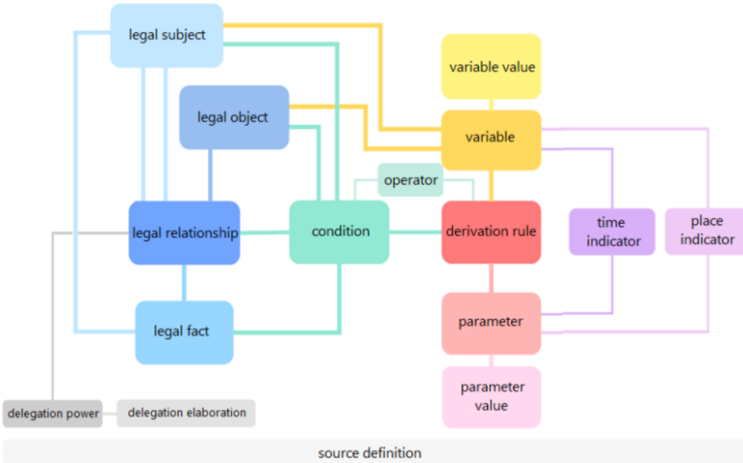 legal subject
variable value
legal object
variable
operator
legal relationship
condition
derivation rule
time
indicator
place
indicator
legal fact
parameter
parameter
value
delegation power
delegation elaboration
source definition